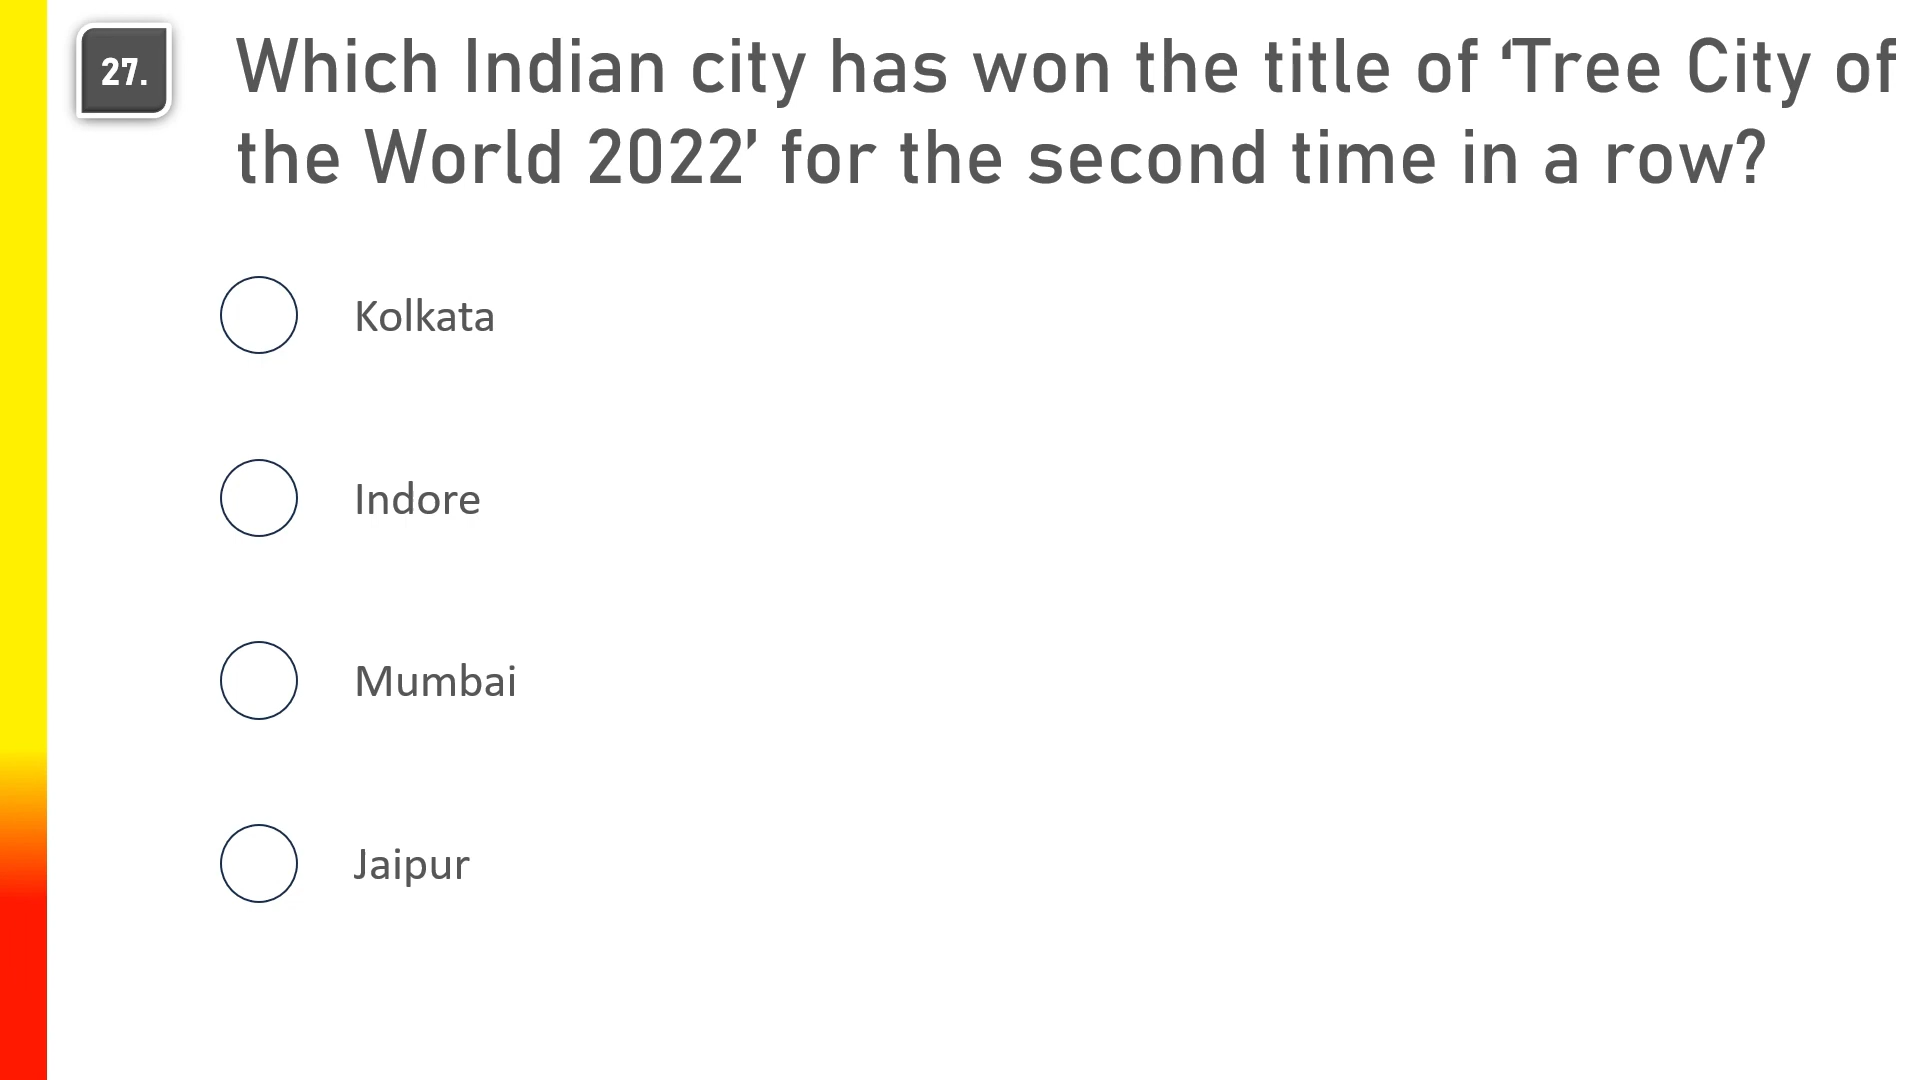 27.
Which Indian city has won the title of ‘Tree City of
the World 2022’ for the second time in a row?
Kolkata
Indore
Mumbai
Jaipur